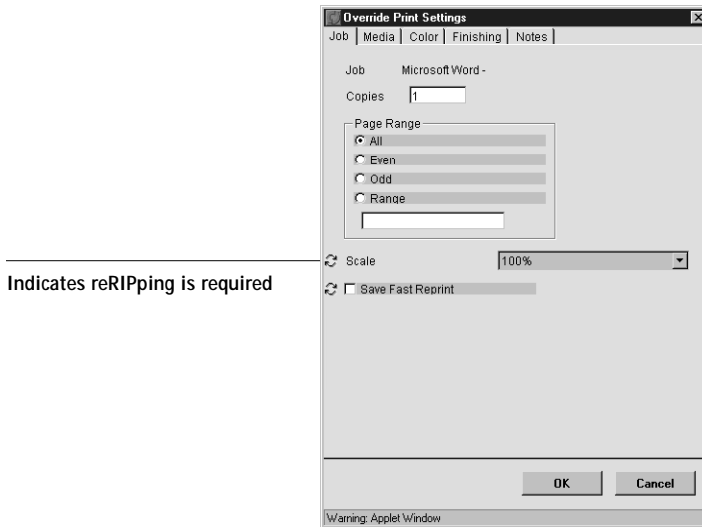 Override Print Settings
Job Media Color Finishing Notes
Job Microsoft Word -
Copies 1
Page Range
All
Even
Odd
Range
Scale 100%
Indicates reRIPping is required
Save Fast Reprint
OK Cancel
Warning: Applet Window